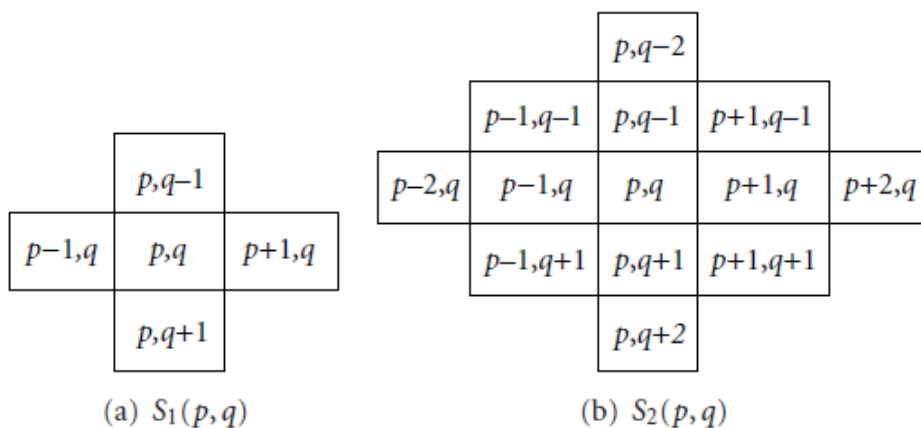 p,q−2
p−1,q−1 p,q−1 p+1,q−1
p,q−1
p−2,q p−1,q p,q p+1,q p+2,q
p−1,q p,q p+1,q
p−1,q+1 p,q+1 p+1,q+1
p,q+1
p,q+2
(a) S₁(p, q)
(b) S₂(p, q)